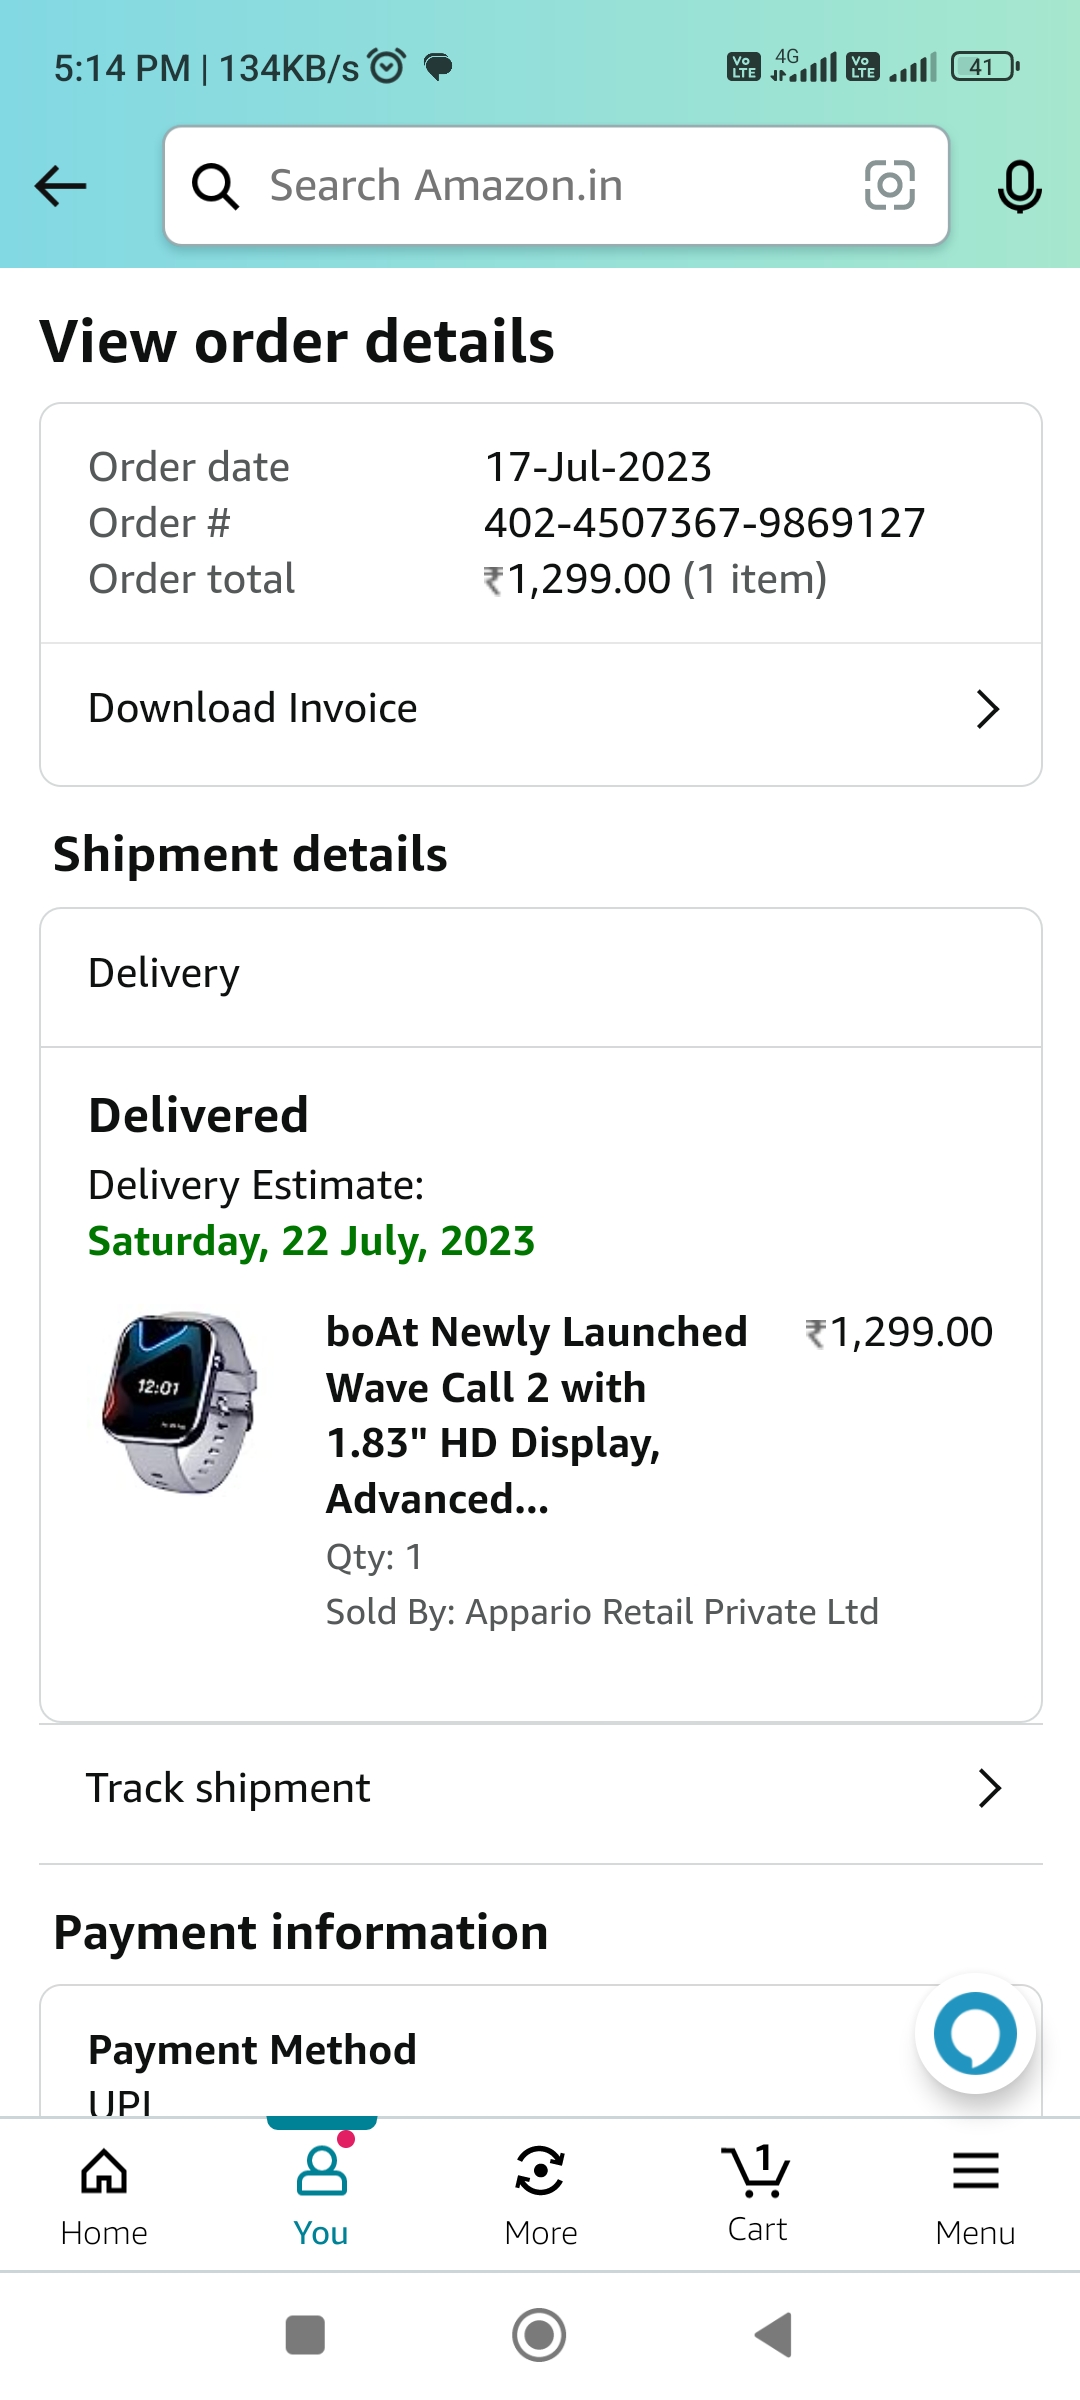 5:14 PM | 134KB/s
Vo LTE 4G Vo LTE 41
Search Amazon.in
View order details
Order date 17-Jul-2023
Order # 402-4507367-9869127
Order total ₹1,299.00 (1 item)
Download Invoice
Shipment details
Delivery
Delivered
Delivery Estimate:
Saturday, 22 July, 2023
12:01
boAt Newly Launched ₹1,299.00
Wave Call 2 with
1.83" HD Display,
Advanced...
Qty: 1
Sold By: Appario Retail Private Ltd
Track shipment
Payment information
Payment Method
UPI
1
Home You More Cart Menu